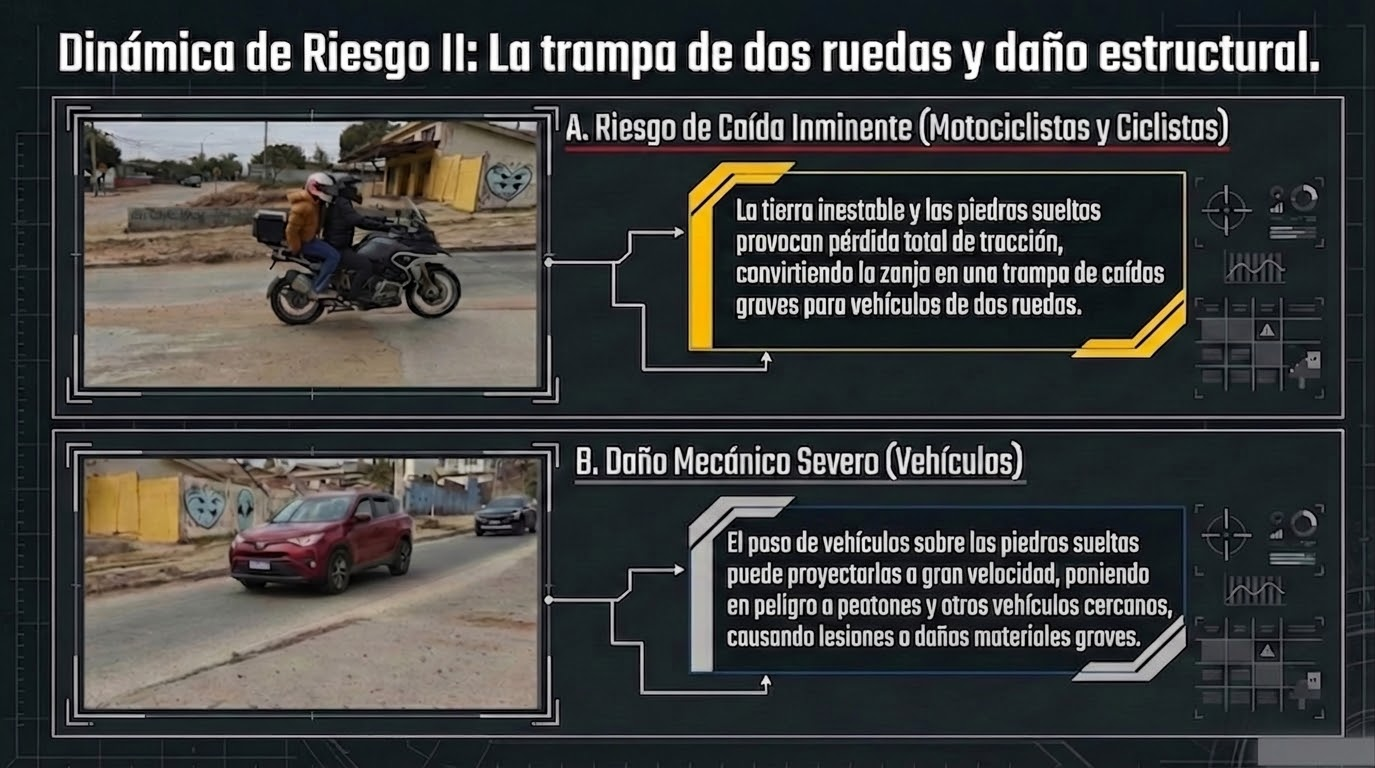 Dinámica de Riesgo II: La trampa de dos ruedas y daño estructural.
A. Riesgo de Caída Inminente (Motociclistas y Ciclistas)
La tierra inestable y las piedras sueltas
provocan pérdida total de tracción,
convirtiendo la zanja en una trampa de caídas
graves para vehículos de dos ruedas.
B. Daño Mecánico Severo (Vehículos)
El paso de vehículos sobre las piedras sueltas
puede proyectarlas a gran velocidad, poniendo
en peligro a peatones y otros vehículos cercanos,
causando lesiones o daños materiales graves.